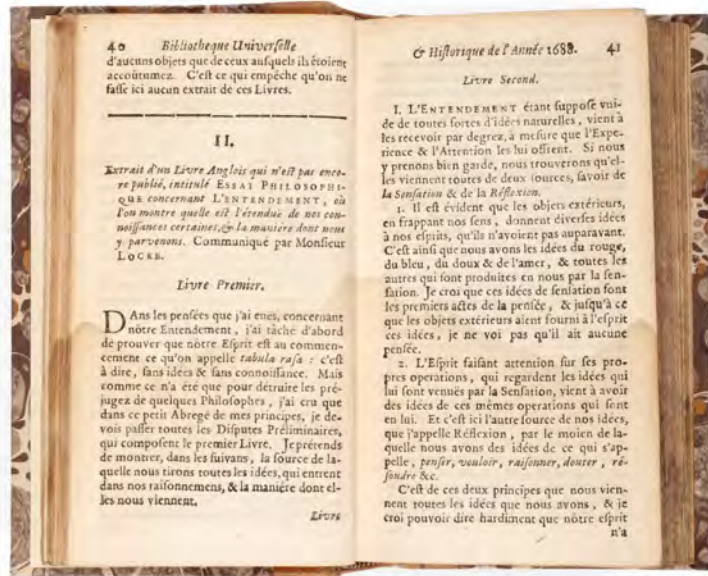 40 Bibliotheque Universelle
d'aucuns objets que de ceux ausquels ils étoient
accoûtumez. C'est ce qui empêche qu'on ne
fasse ici aucun extrait de ces Livres.
II.
Extrait d'un Livre Anglois qui n'est pas enco-
re publié, intitulé ESSAI PHILOSOPHI-
QUE concernant L'ENTENDEMENT, où
l'on montre quelle est l'étenduë de nos con-
noissances certaines, & la maniére dont nous
y parvenons. Communiqué par Monsieur
LOCKE.
Livre Premier.
DAns les pensées que j'ai euës, concernant
nôtre Entendement, j'ai tâché d'abord
de prouver que nôtre Esprit est au commen-
cement ce qu'on appelle tabula rasa : c'est
à dire, sans idées & sans connoissance. Mais
comme ce n'a été que pour détruire les pré-
jugez de quelques Philosophes, j'ai cru que
dans ce petit Abregé de mes principes, je de-
vois passer toutes les Disputes Préliminaires,
qui composent le premier Livre. Je prétends
de montrer, dans les suivans, la source de la-
quelle nous tirons toutes les idées, qui entrent
dans nos raisonnemens, & la maniére dont el-
les nous viennent.
Livre
& Historique de l'Année 1688. 41
Livre Second.
I. L'ENTENDEMENT étant supposé vui-
de de toutes sortes d'idées naturelles, vient à
les recevoir par degrez, à mesure que l'Expe-
rience & l'Attention les lui offrent. Si nous
y prenons bien garde, nous trouverons qu'el-
les viennent toutes de deux sources, savoir de
la Sensation & de la Réflexion.
1. Il est évident que les objets extérieurs,
en frappant nos sens, donnent diverses idées
à nos esprits, qu'ils n'avoient pas auparavant.
C'est ainsi que nous avons les idées du rouge,
du bleu, du doux & de l'amer, & toutes les
autres qui sont produites en nous par la sen-
sation. Je croi que ces idées de sensation sont
les premiers actes de la pensée, & jusqu'à ce
que les objets extérieurs aient fourni à l'esprit
ces idées, je ne voi pas qu'il ait aucune
pensée.
2. L'Esprit faisant attention sur ses pro-
pres operations, qui regardent les idées qui
lui sont venuës par la Sensation, vient à avoir
des idées de ces mêmes operations qui sont
en lui. Et c'est ici l'autre source de nos idées,
que j'appelle Réflexion, par le moien de la-
quelle nous avons des idées de ce qui s'ap-
pelle, penser, vouloir, raisonner, douter, ré-
soudre &c.
C'est de ces deux principes que nous vien-
nent toutes les idées que nous avons, & je
croi pouvoir dire hardiment que nôtre esprit
n'a